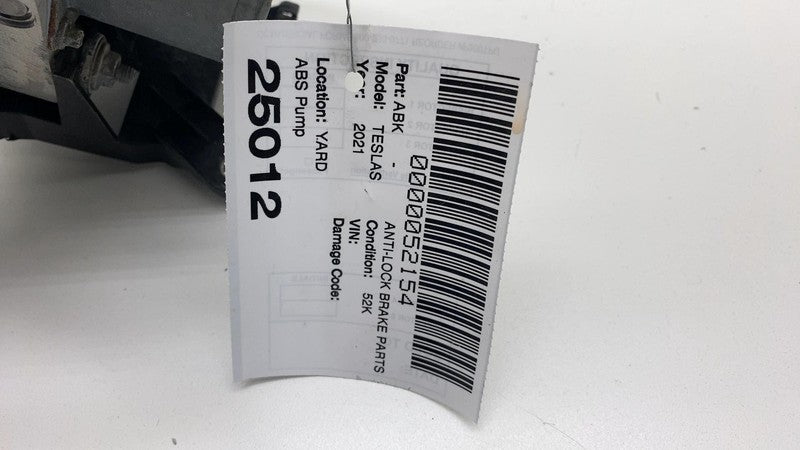 0000052154
Part: ABK - ANTI-LOCK BRAKE PARTS
Model: TESLAS Condition: 52K
Year: 2021 VIN:
Damage Code:
Location: YARD
ABS Pump
25012